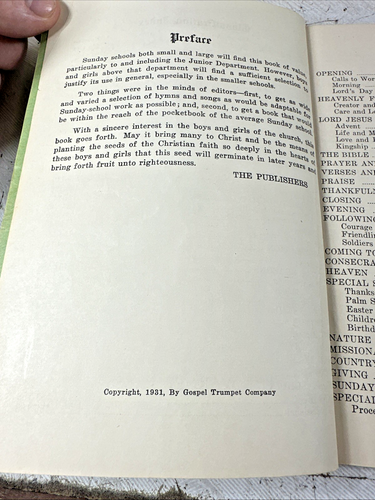 Preface
Sunday schools both small and large will find this book of value,
particularly to and including the Junior Department. However, boys
and girls above that department will find a sufficient selection to
justify its use in general, especially in the smaller schools.
Two things were in the minds of editors—first, to get as wide
and varied a selection of hymns and songs as would be adaptable for
Sunday-school work as possible; and, second, to get a book that would
be within the reach of the pocketbook of the average Sunday school.
With a sincere interest in the boys and girls of the church, this
book goes forth. May it bring many to Christ and be the means of
planting the seeds of the Christian faith so deeply in the hearts of
these boys and girls that this seed will germinate in later years and
bring forth fruit unto righteousness.
THE PUBLISHERS
Copyright, 1931, By Gospel Trumpet Company
OPENING
Calls to Wor
Morning
Lord's Day
HEAVENLY F
Creator and
Care and
LORD JESUS
Advent
Life and M
Love and
Kingship
THE BIBLE
PRAYER AND
VERSES AND
PRAISE
THANKFUL
CLOSING
EVENING
FOLLOWING
Courage
Friendlin
Soldiers
COMING TO
CONSECRA
HEAVEN
SPECIAL S
Thanks
Palm S
Easter
Childre
Birthd
NATURE
MISSIONA
COUNTRY
GIVING
SUNDAY
SPECIAL
Proce